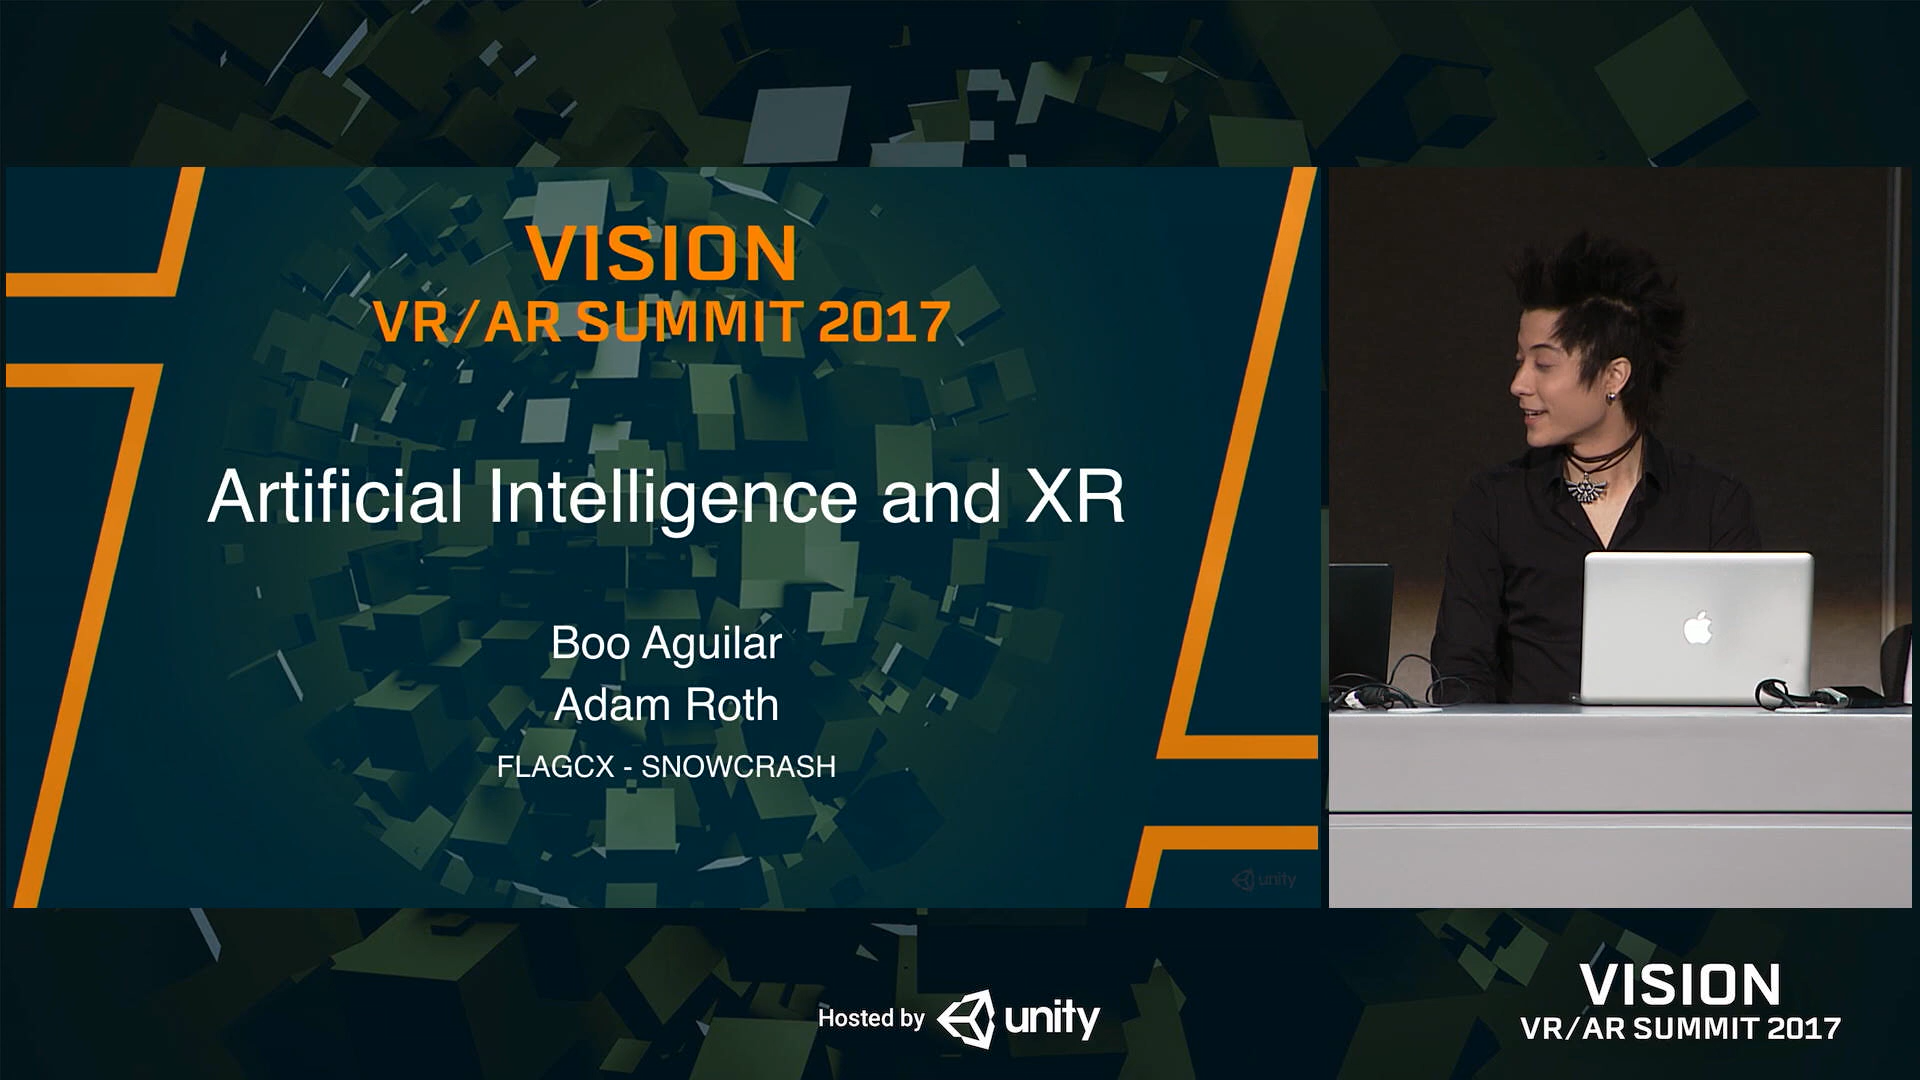 VISION
VR/AR SUMMIT 2017
Artificial Intelligence and XR
Boo Aguilar
Adam Roth
FLAGCX - SNOWCRASH
unity
Hosted by unity
VISION
VR/AR SUMMIT 2017